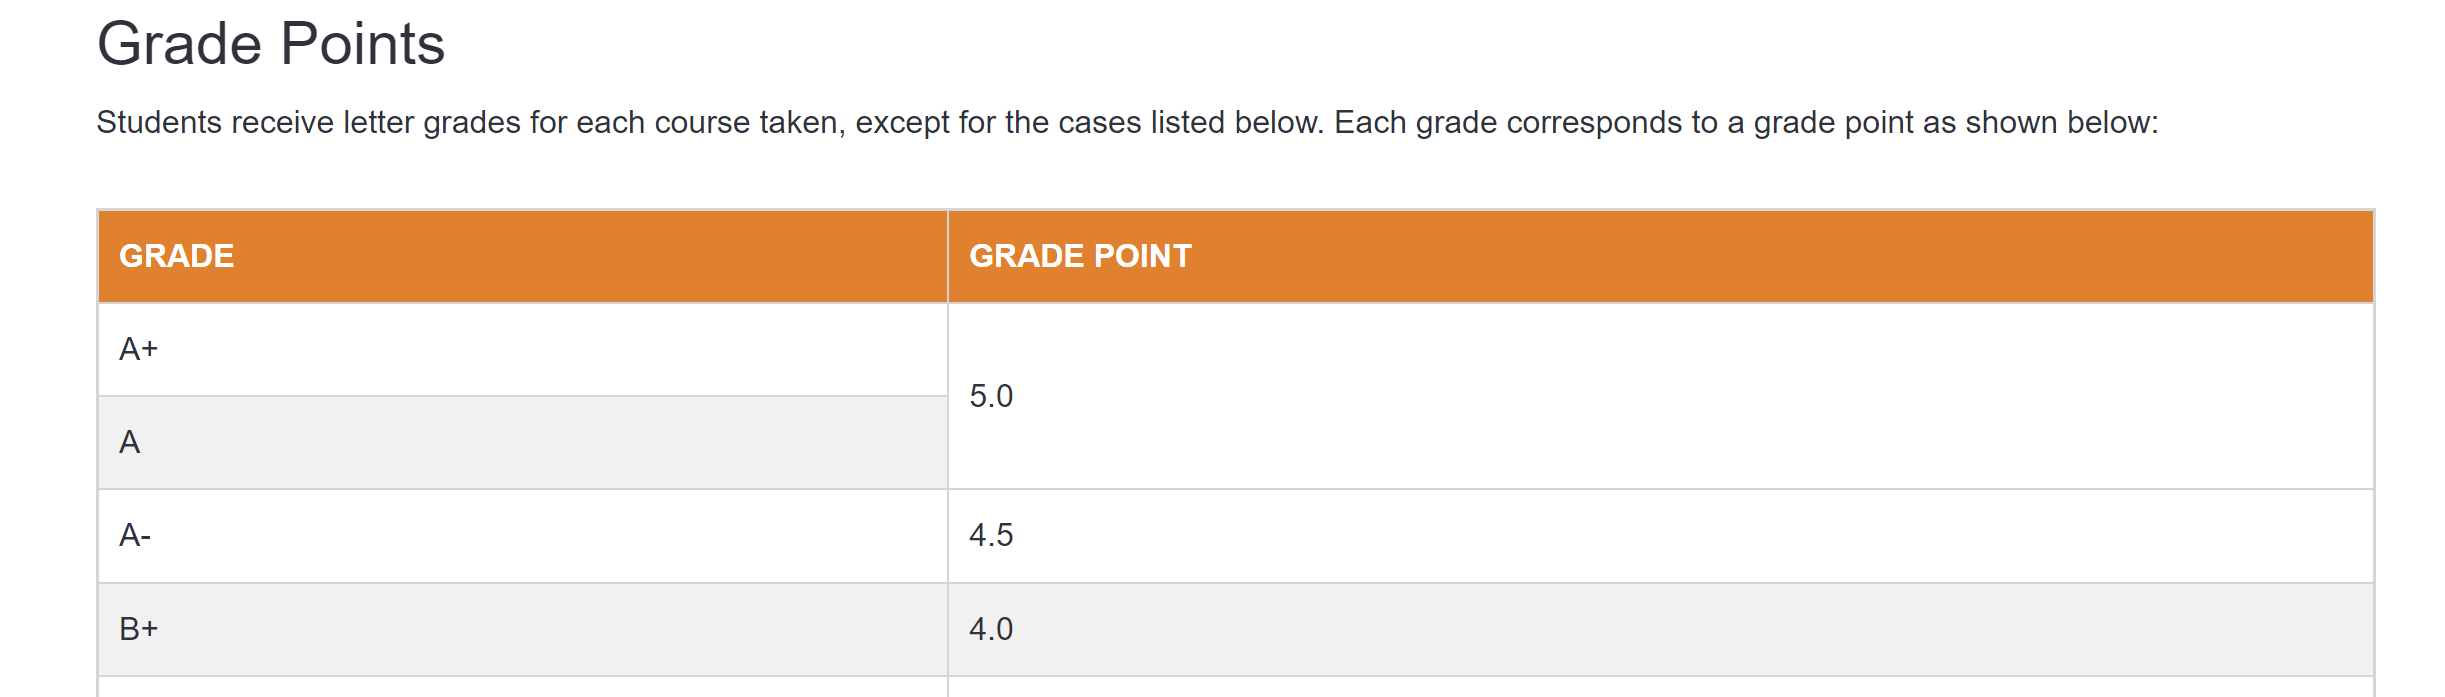 Grade Points
Students receive letter grades for each course taken, except for the cases listed below. Each grade corresponds to a grade point as shown below:
GRADE GRADE POINT
A+
5.0
A
A- 4.5
B+ 4.0